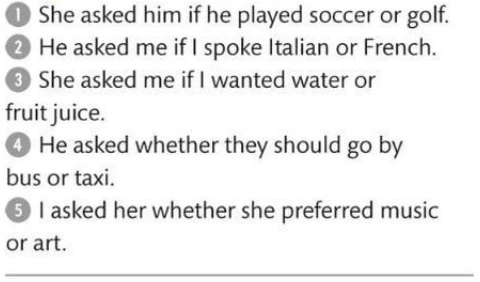 1 She asked him if he played soccer or golf.
2 He asked me if I spoke Italian or French.
3 She asked me if I wanted water or
fruit juice.
4 He asked whether they should go by
bus or taxi.
5 I asked her whether she preferred music
or art.